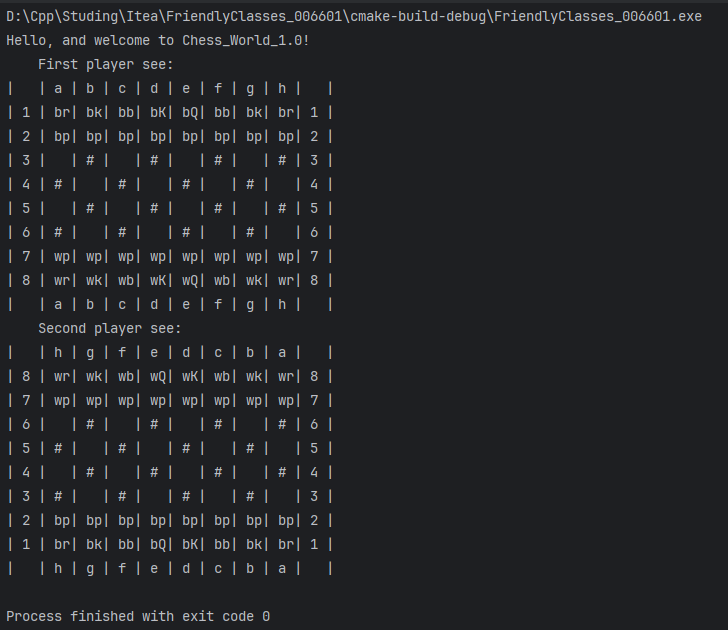 D:\Cpp\Studing\Itea\FriendlyClasses_006601\cmake-build-debug\FriendlyClasses_006601.exe
Hello, and welcome to Chess_World_1.0!
    First player see:
|   | a | b | c | d | e | f | g | h |   |
| 1 | br| bk| bb| bK| bQ| bb| bk| br| 1 |
| 2 | bp| bp| bp| bp| bp| bp| bp| bp| 2 |
| 3 |   | # |   | # |   | # |   | # | 3 |
| 4 | # |   | # |   | # |   | # |   | 4 |
| 5 |   | # |   | # |   | # |   | # | 5 |
| 6 | # |   | # |   | # |   | # |   | 6 |
| 7 | wp| wp| wp| wp| wp| wp| wp| wp| 7 |
| 8 | wr| wk| wb| wK| wQ| wb| wk| wr| 8 |
|   | a | b | c | d | e | f | g | h |   |
    Second player see:
|   | h | g | f | e | d | c | b | a |   |
| 8 | wr| wk| wb| wQ| wK| wb| wk| wr| 8 |
| 7 | wp| wp| wp| wp| wp| wp| wp| wp| 7 |
| 6 |   | # |   | # |   | # |   | # | 6 |
| 5 | # |   | # |   | # |   | # |   | 5 |
| 4 |   | # |   | # |   | # |   | # | 4 |
| 3 | # |   | # |   | # |   | # |   | 3 |
| 2 | bp| bp| bp| bp| bp| bp| bp| bp| 2 |
| 1 | br| bk| bb| bQ| bK| bb| bk| br| 1 |
|   | h | g | f | e | d | c | b | a |   |
Process finished with exit code 0